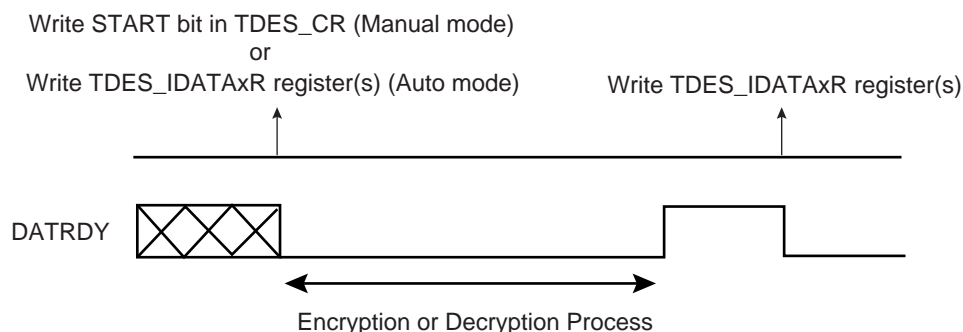 Write START bit in TDES_CR (Manual mode)
or
Write TDES_IDATAxR register(s) (Auto mode)
Write TDES_IDATAxR register(s)
DATRDY
Encryption or Decryption Process